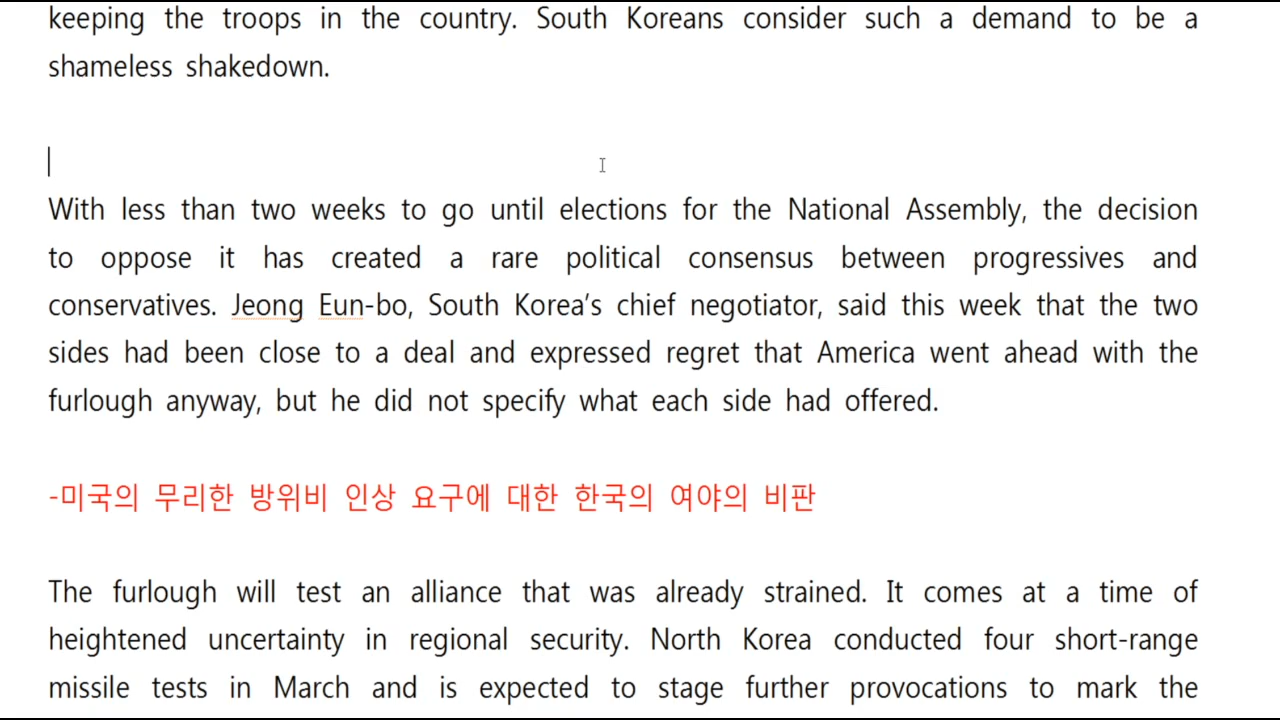 keeping the troops in the country. South Koreans consider such a demand to be a
shameless shakedown.
With less than two weeks to go until elections for the National Assembly, the decision
to oppose it has created a rare political consensus between progressives and
conservatives. Jeong Eun-bo, South Korea’s chief negotiator, said this week that the two
sides had been close to a deal and expressed regret that America went ahead with the
furlough anyway, but he did not specify what each side had offered.
-미국의 무리한 방위비 인상 요구에 대한 한국의 여야의 비판
The furlough will test an alliance that was already strained. It comes at a time of
heightened uncertainty in regional security. North Korea conducted four short-range
missile tests in March and is expected to stage further provocations to mark the